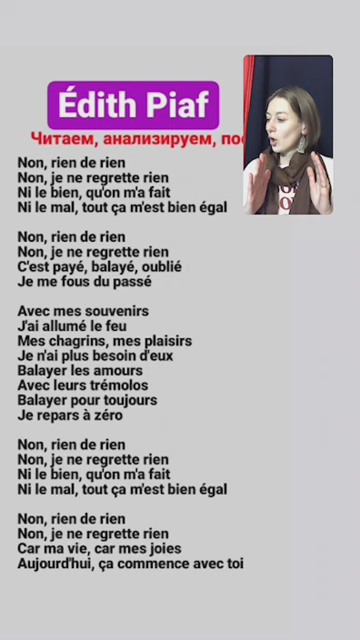 Édith Piaf
Читаем, анализируем,
Non, rien de rien
Non, je ne regrette rien
Ni le bien, qu'on m'a fait
Ni le mal, tout ça m'est bien égal
Non, rien de rien
Non, je ne regrette rien
C'est payé, balayé, oublié
Je me fous du passé
Avec mes souvenirs
J'ai allumé le feu
Mes chagrins, mes plaisirs
Je n'ai plus besoin d'eux
Balayer les amours
Avec leurs trémolos
Balayer pour toujours
Je repars à zéro
Non, rien de rien
Non, je ne regrette rien
Ni le bien, qu'on m'a fait
Ni le mal, tout ça m'est bien égal
Non, rien de rien
Non, je ne regrette rien
Car ma vie, car mes joies
Aujourd'hui, ça commence avec toi